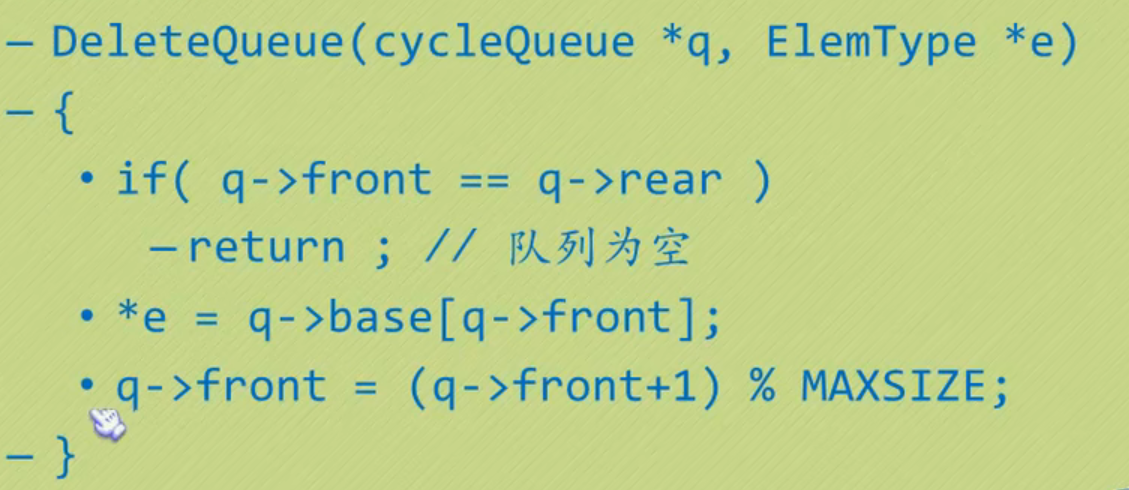 – DeleteQueue(cycleQueue *q, ElemType *e)
– {
• if( q->front == q->rear )
– return ; // 队列为空
• *e = q->base[q->front];
• q->front = (q->front+1) % MAXSIZE;
– }